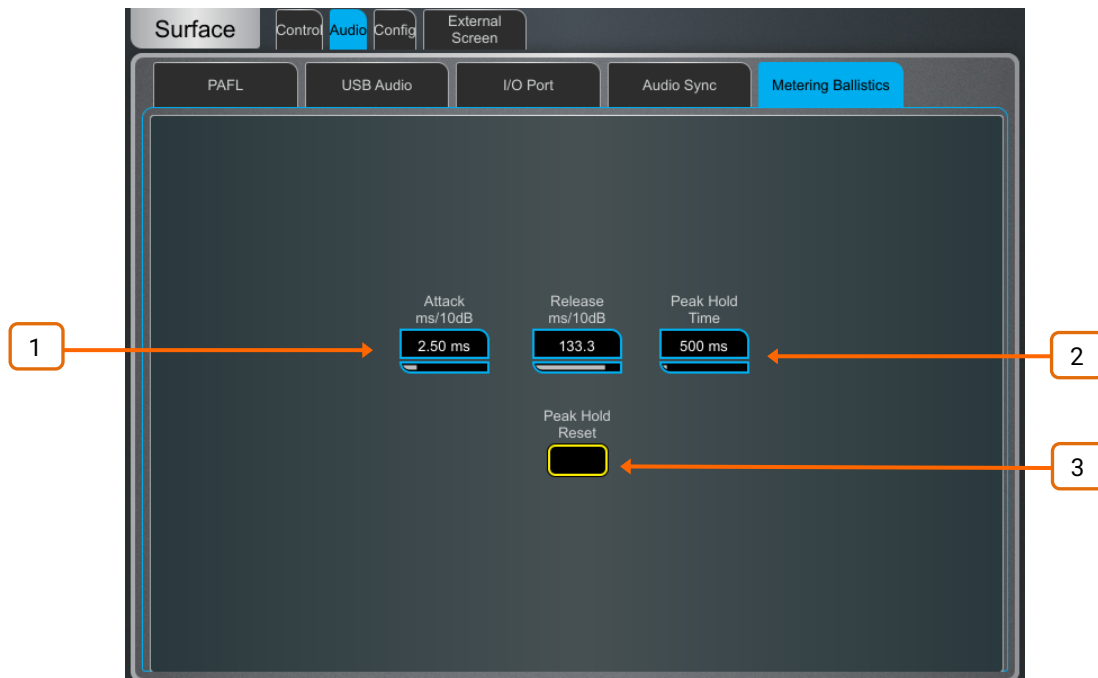 Surface
Control
Audio
Config
External
Screen
PAFL
USB Audio
I/O Port
Audio Sync
Metering Ballistics
Attack
ms/10dB
Release
ms/10dB
Peak Hold
Time
2.50 ms
133.3
500 ms
1
2
Peak Hold
Reset
3